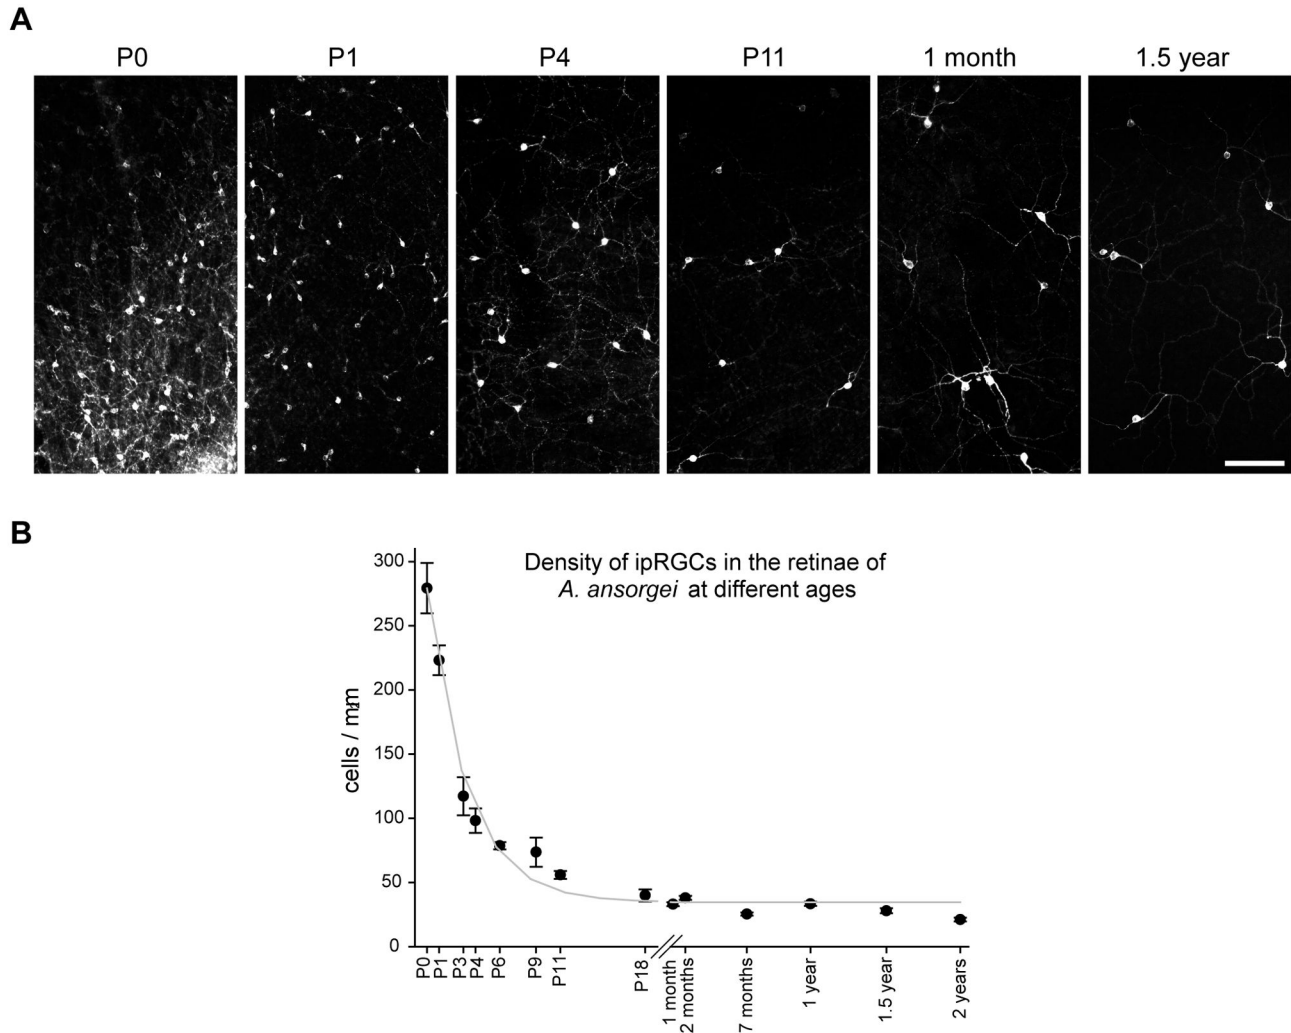 A
P0 P1 P4 P11 1 month 1.5 year
B
Density of ipRGCs in the retinae of
A. ansorgei at different ages
cells / mm2
300
250
200
150
100
50
0
P0 P1 P3 P4 P6 P9 P11 P18 1 month 2 months 7 months 1 year 1.5 year 2 years